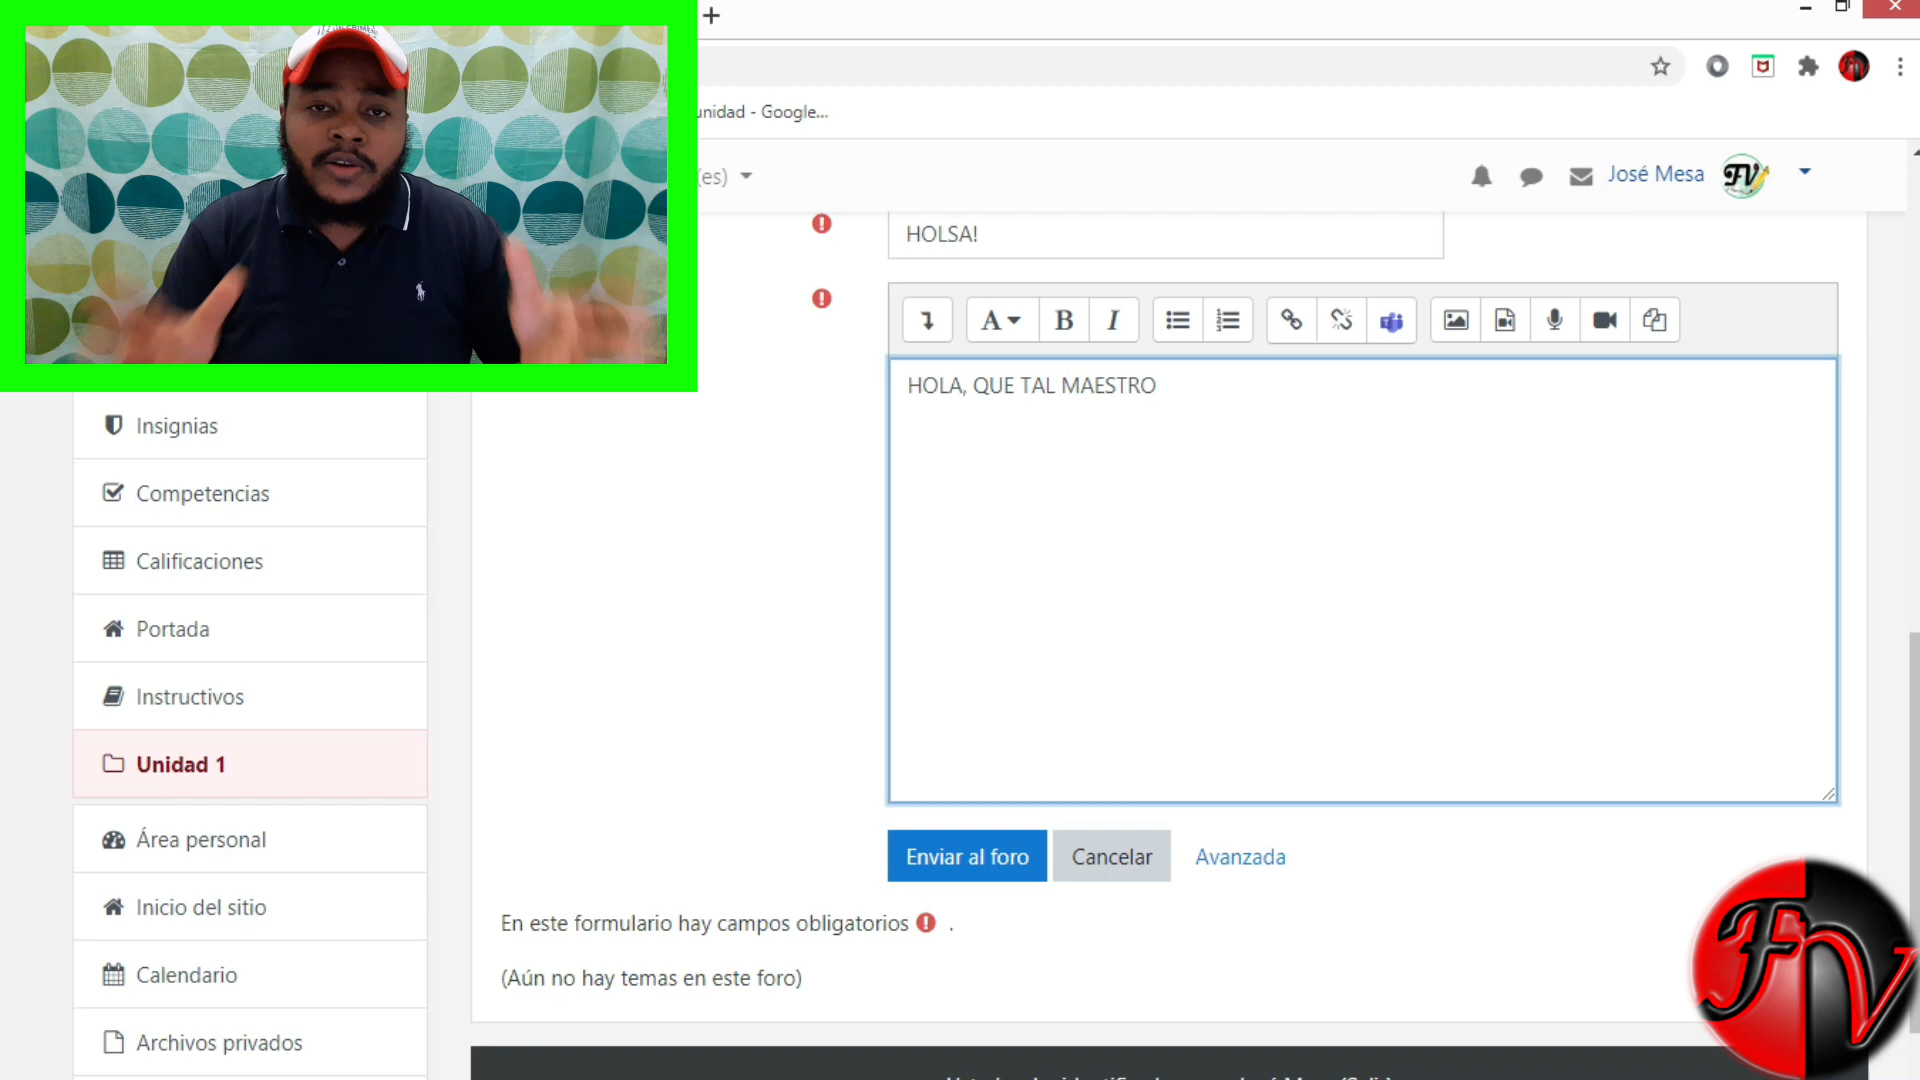 unidad - Google...
(es)
José Mesa
FV
HOLSA!
A B I
HOLA, QUE TAL MAESTRO
Insignias
Competencias
Calificaciones
Portada
Instructivos
Unidad 1
Área personal
Inicio del sitio
Calendario
Archivos privados
Enviar al foro
Cancelar
Avanzada
En este formulario hay campos obligatorios .
(Aún no hay temas en este foro)
FV